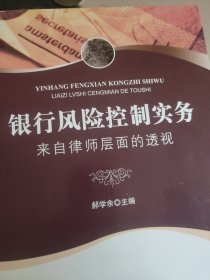 YINHANG FENGXIAN KONGZHI SHIWU
LIAIZI LVSHI CENGMIAN DE TOUSHI
银行风险控制实务
来自律师层面的透视
郝学余●主编